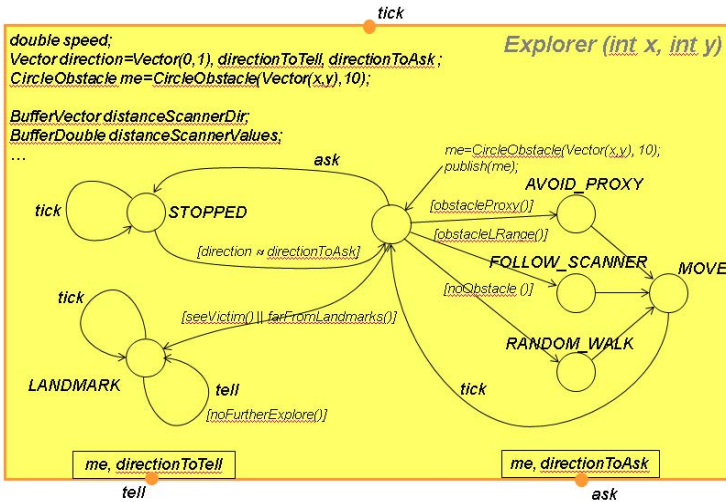 tick
double speed;
Explorer (int x, int y)
Vector direction=Vector(0,1), directionToTell, directionToAsk ;
CircleObstacle me=CircleObstacle(Vector(x,y),10);
BufferVector distanceScannerDir;
BufferDouble distanceScannerValues;
…
me=CircleObstacle(Vector(x,y), 10);
publish(me);
ask
AVOID_PROXY
tick
STOPPED
[obstacleProxy()]
[obstacleLRange()]
[direction ≈ directionToAsk]
FOLLOW_SCANNER
MOVE
tick
[noObstacle ()]
[seeVictim() || farFromLandmarks()]
RANDOM_WALK
LANDMARK
tell
tick
[noFurtherExplore()]
me, directionToTell
me, directionToAsk
tell
ask